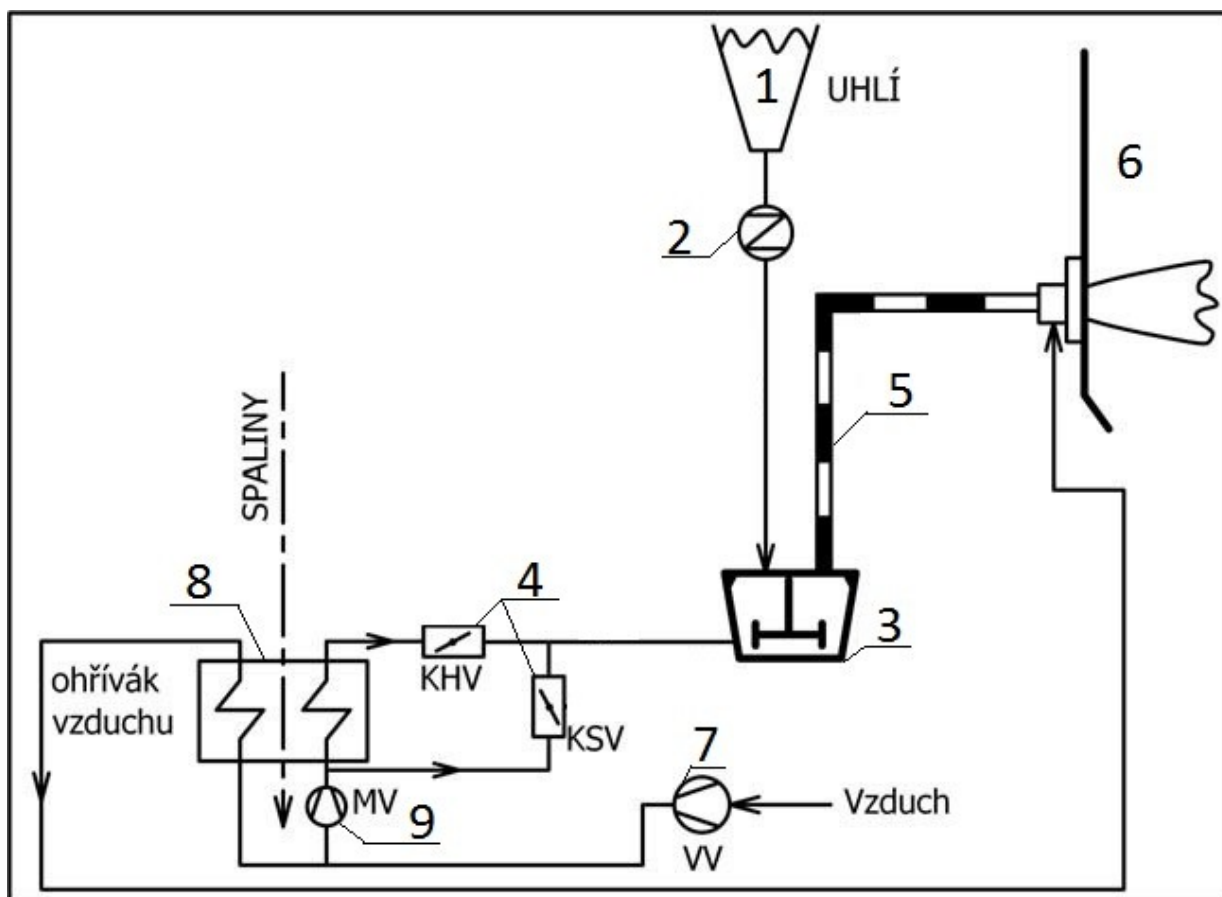 1
UHLÍ
2
6
5
SPALINY
8
4
3
ohřívák
vzduchu
KHV
KSV
7
MV
9
Vzduch
VV